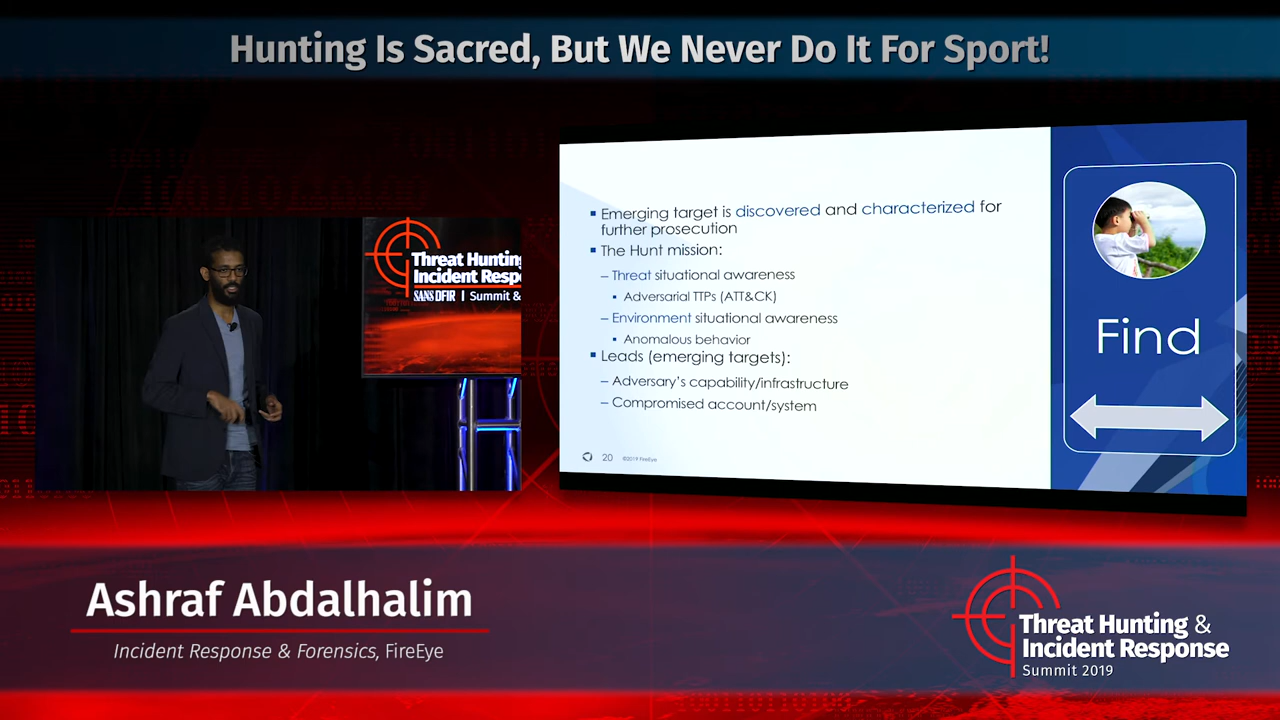 Hunting Is Sacred, But We Never Do It For Sport!
Threat Hunting
Incident Resp
SANS DFIR | Summit &
▪ Emerging target is discovered and characterized for
further prosecution
▪ The Hunt mission:
– Threat situational awareness
▪ Adversarial TTPs (ATT&CK)
– Environment situational awareness
▪ Anomalous behavior
▪ Leads (emerging targets):
– Adversary's capability/infrastructure
– Compromised account/system
20 ©2019 FireEye
Find
Ashraf Abdalhalim
Incident Response & Forensics, FireEye
Threat Hunting &
Incident Response
Summit 2019